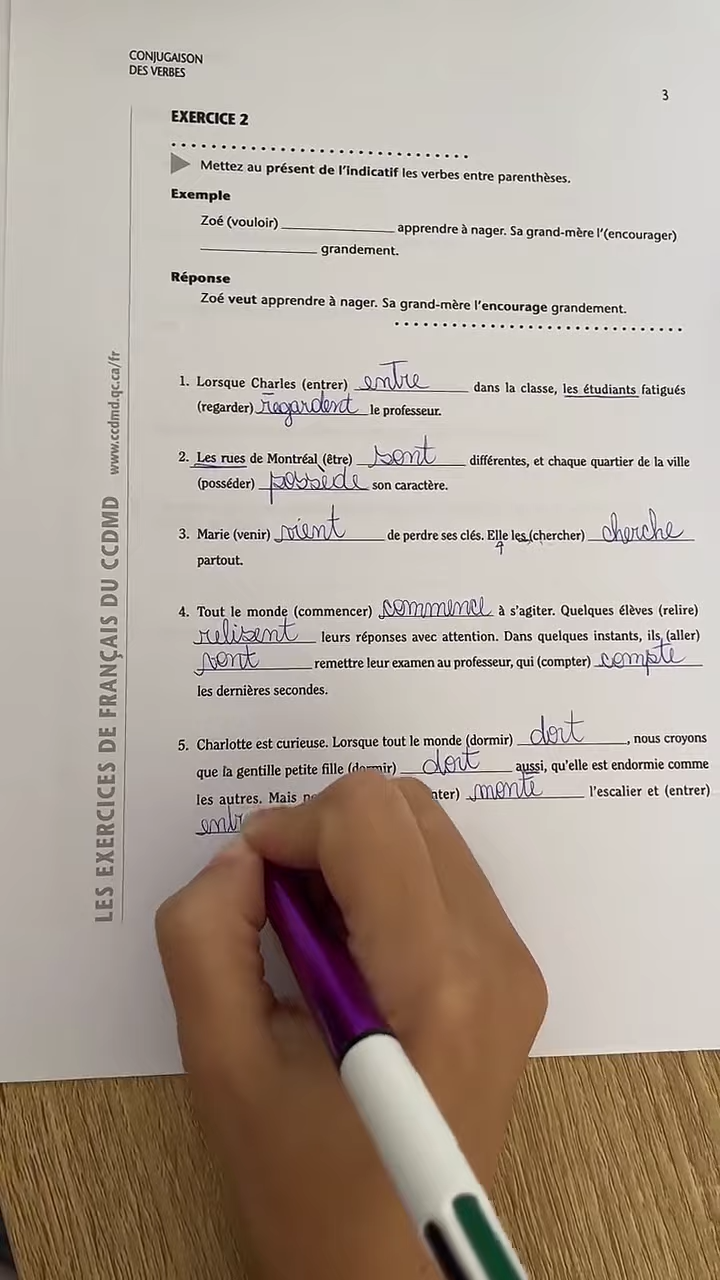 CONJUGAISON
DES VERBES
3
EXERCICE 2
Mettez au présent de l'indicatif les verbes entre parenthèses.
Exemple
Zoé (vouloir) ____________ apprendre à nager. Sa grand-mère l'(encourager)
____________ grandement.
Réponse
Zoé veut apprendre à nager. Sa grand-mère l'encourage grandement.
1. Lorsque Charles (entrer) entre dans la classe, les étudiants fatigués
(regarder) regardent le professeur.
2. Les rues de Montréal (être) sont différentes, et chaque quartier de la ville
(posséder) possède son caractère.
3. Marie (venir) vient de perdre ses clés. Elle les (chercher) cherche
partout.
4. Tout le monde (commencer) commence à s'agiter. Quelques élèves (relire)
relisent leurs réponses avec attention. Dans quelques instants, ils (aller)
vont remettre leur examen au professeur, qui (compter) compte
les dernières secondes.
5. Charlotte est curieuse. Lorsque tout le monde (dormir) dort, nous croyons
que la gentille petite fille (dormir) dort aussi, qu'elle est endormie comme
les autres. Mais nter) monte l'escalier et (entrer)
entr
LES EXERCICES DE FRANÇAIS DU CCDMD www.ccdmd.qc.ca/fr